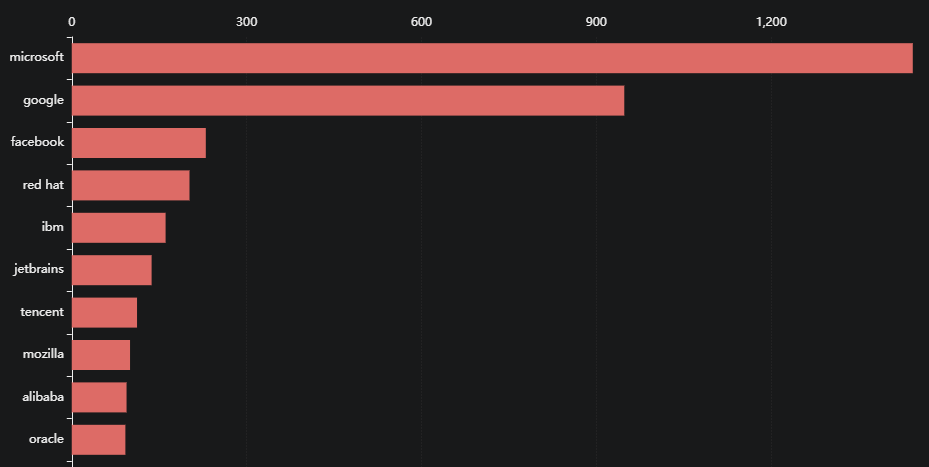 0 300 600 900 1,200
microsoft
google
facebook
red hat
ibm
jetbrains
tencent
mozilla
alibaba
oracle